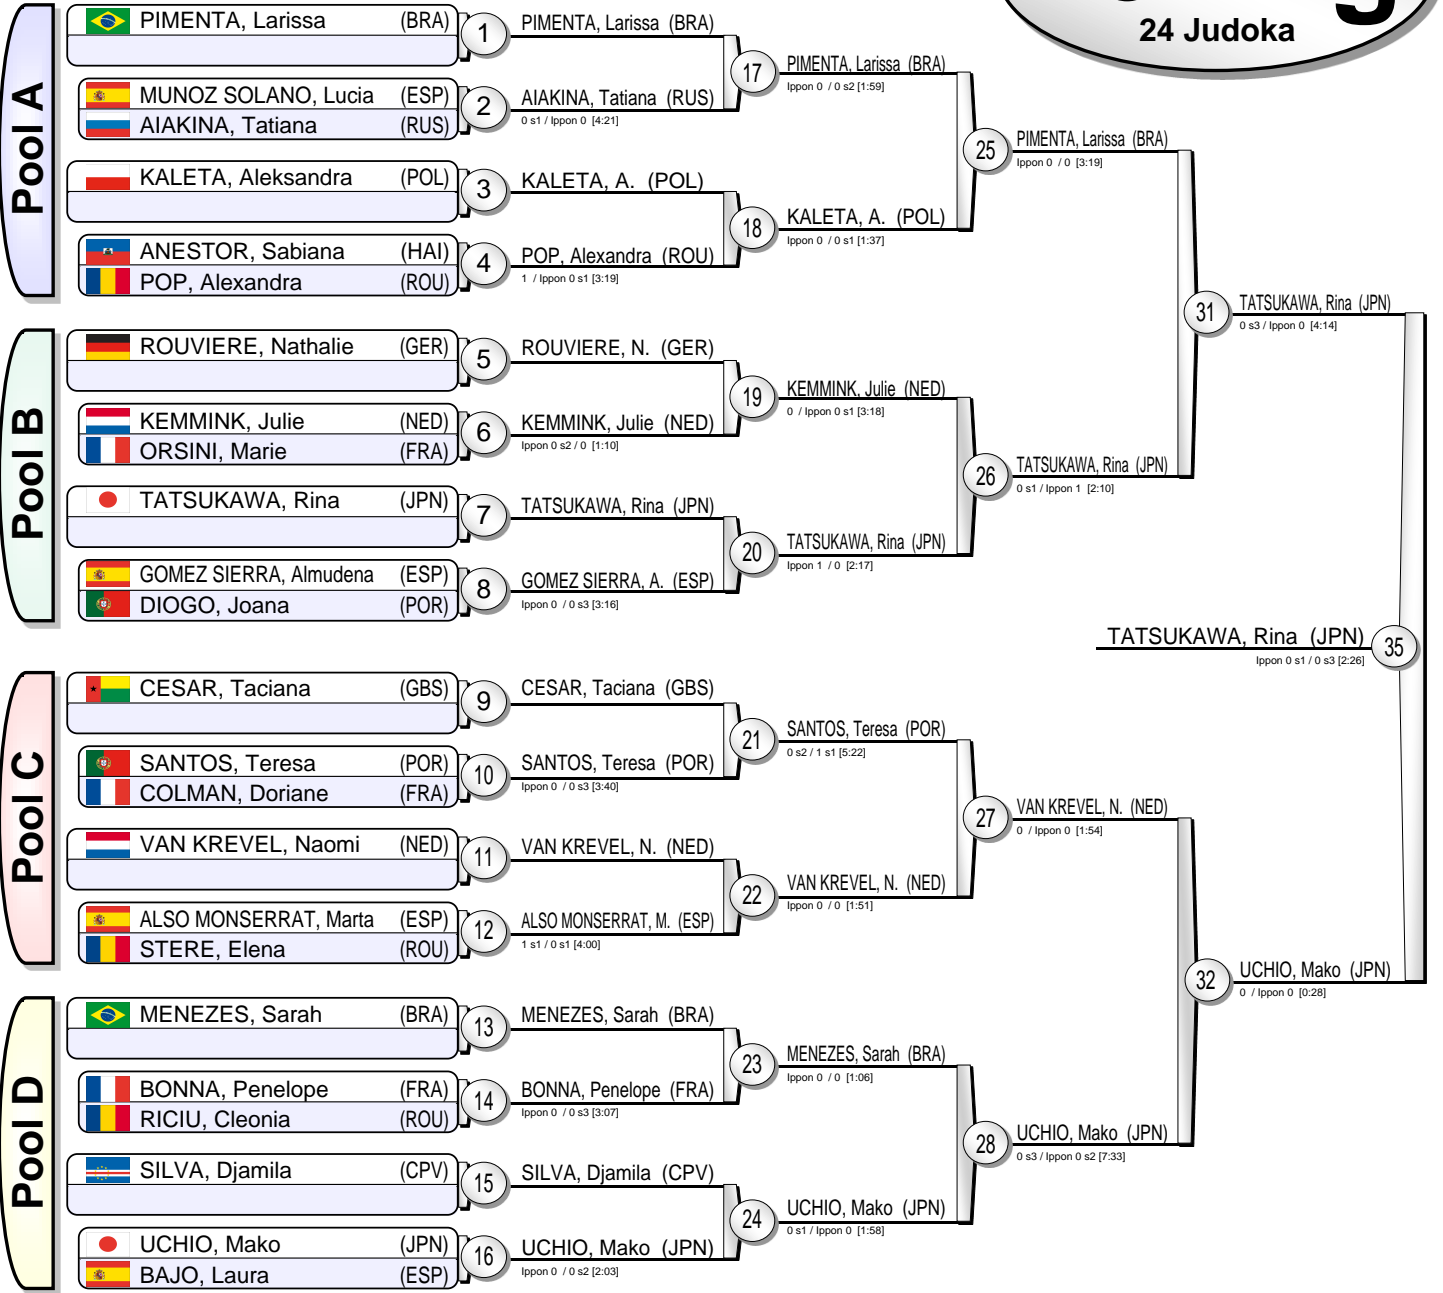 24 Judoka
Pool A
PIMENTA, Larissa (BRA)
MUNOZ SOLANO, Lucia (ESP)
AIAKINA, Tatiana (RUS)
KALETA, Aleksandra (POL)
ANESTOR, Sabiana (HAI)
POP, Alexandra (ROU)
1
2
3
4
PIMENTA, Larissa (BRA)
AIAKINA, Tatiana (RUS)
0 s1 / Ippon 0 [4:21]
KALETA, A. (POL)
POP, Alexandra (ROU)
1 / Ippon 0 s1 [3:19]
17
18
PIMENTA, Larissa (BRA)
Ippon 0 / 0 s2 [1:59]
KALETA, A. (POL)
Ippon 0 / 0 s1 [1:37]
25
PIMENTA, Larissa (BRA)
Ippon 0 / 0 [3:19]
Pool B
ROUVIERE, Nathalie (GER)
KEMMINK, Julie (NED)
ORSINI, Marie (FRA)
TATSUKAWA, Rina (JPN)
GOMEZ SIERRA, Almudena (ESP)
DIOGO, Joana (POR)
5
6
7
8
ROUVIERE, N. (GER)
KEMMINK, Julie (NED)
Ippon 0 s2 / 0 [1:10]
TATSUKAWA, Rina (JPN)
GOMEZ SIERRA, A. (ESP)
Ippon 0 / 0 s3 [3:16]
19
20
KEMMINK, Julie (NED)
0 / Ippon 0 s1 [3:18]
TATSUKAWA, Rina (JPN)
Ippon 1 / 0 [2:17]
26
TATSUKAWA, Rina (JPN)
0 s1 / Ippon 1 [2:10]
31
TATSUKAWA, Rina (JPN)
0 s3 / Ippon 0 [4:14]
TATSUKAWA, Rina (JPN)
Ippon 0 s1 / 0 s3 [2:26]
35
Pool C
CESAR, Taciana (GBS)
SANTOS, Teresa (POR)
COLMAN, Doriane (FRA)
VAN KREVEL, Naomi (NED)
ALSO MONSERRAT, Marta (ESP)
STERE, Elena (ROU)
9
10
11
12
CESAR, Taciana (GBS)
SANTOS, Teresa (POR)
Ippon 0 / 0 s3 [3:40]
VAN KREVEL, N. (NED)
ALSO MONSERRAT, M. (ESP)
1 s1 / 0 s1 [4:00]
21
22
SANTOS, Teresa (POR)
0 s2 / 1 s1 [5:22]
VAN KREVEL, N. (NED)
Ippon 0 / 0 [1:51]
27
VAN KREVEL, N. (NED)
0 / Ippon 0 [1:54]
Pool D
MENEZES, Sarah (BRA)
BONNA, Penelope (FRA)
RICIU, Cleonia (ROU)
SILVA, Djamila (CPV)
UCHIO, Mako (JPN)
BAJO, Laura (ESP)
13
14
15
16
MENEZES, Sarah (BRA)
BONNA, Penelope (FRA)
Ippon 0 / 0 s3 [3:07]
SILVA, Djamila (CPV)
UCHIO, Mako (JPN)
Ippon 0 / 0 s2 [2:03]
23
24
MENEZES, Sarah (BRA)
Ippon 0 / 0 [1:06]
UCHIO, Mako (JPN)
0 s1 / Ippon 0 [1:58]
28
UCHIO, Mako (JPN)
0 s3 / Ippon 0 s2 [7:33]
32
UCHIO, Mako (JPN)
0 / Ippon 0 [0:28]